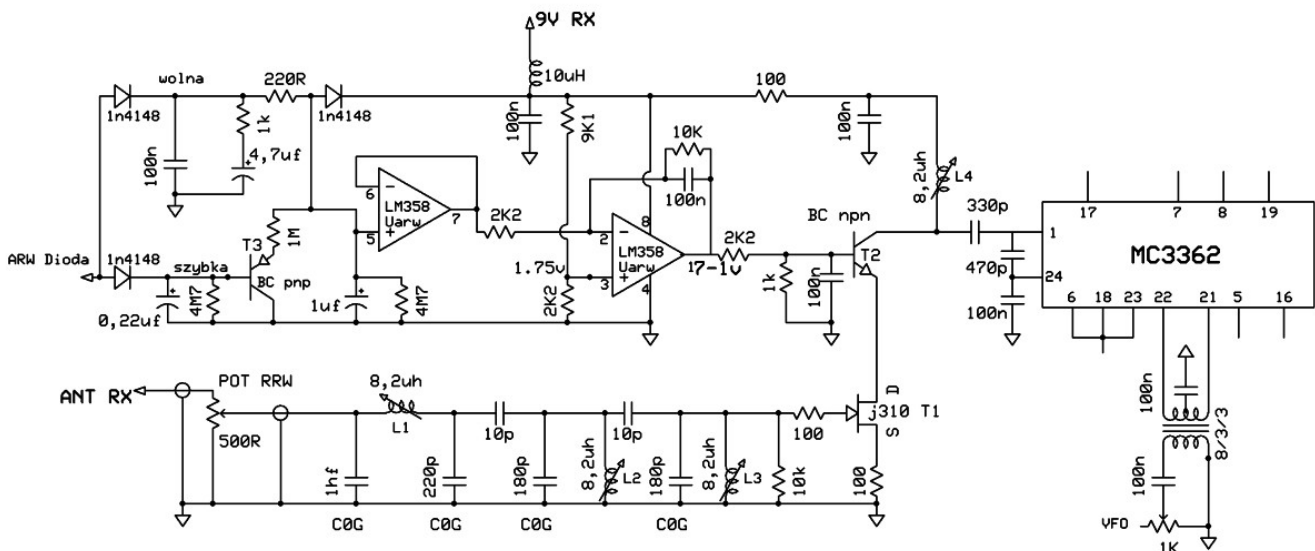 9V RX
wolna
220R
10uH
100
1n4148
1n4148
1k
100n
4,7uf
100n
9K1
10K
100n
100n
8,2uh
L4
6
-
LM358
Uarw
7
5
+
2K2
1M
T3
BC npn
330p
17
7
8
19
1
MC3362
470p
24
100n
6
18
23
22
21
5
16
8
2
-
LM358
Uarw
3
+
4
2K2
T2
17-1v
1.75v
2K2
1k
100n
ARW Dioda
1n4148
szybka
BC pnp
0,22uf
4M7
1uf
4M7
ANT RX
POT RRW
500R
8,2uh
L1
10p
10p
100
D
j310 T1
S
1hf
220p
180p
8,2uh
L2
180p
8,2uh
L3
10k
100
C0G
C0G
C0G
C0G
100n
8/3/3
100n
VFO
1K